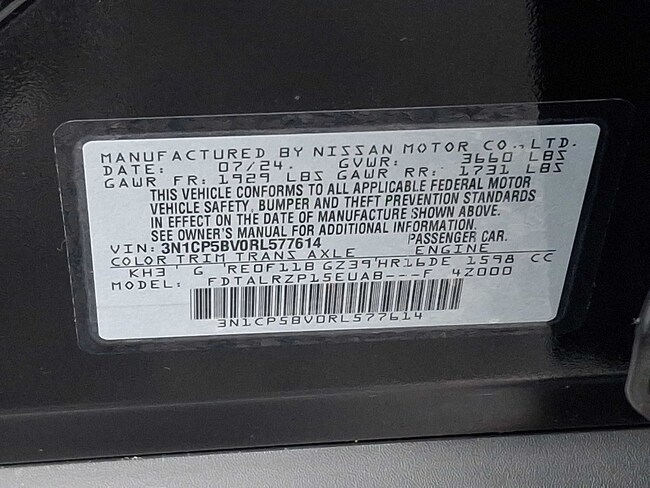 MANUFACTURED BY NISSAN MOTOR CO., LTD.
DATE: 07/24. GVWR: 3660 LBS
GAWR FR: 1929 LBS GAWR RR: 1731 LBS
THIS VEHICLE CONFORMS TO ALL APPLICABLE FEDERAL MOTOR
VEHICLE SAFETY, BUMPER AND THEFT PREVENTION STANDARDS
IN EFFECT ON THE DATE OF MANUFACTURE SHOWN ABOVE.
SEE OWNER'S MANUAL FOR ADDITIONAL INFORMATION.
VIN: 3N1CP5BV0RL577614 PASSENGER CAR.
COLOR TRIM TRANS AXLE ENGINE
KH3 G RE0F11B GZ39 HR16DE 1598 CC
MODEL: FDTALRZP15EUAB---F 4Z000
3N1CP5BV0RL577614